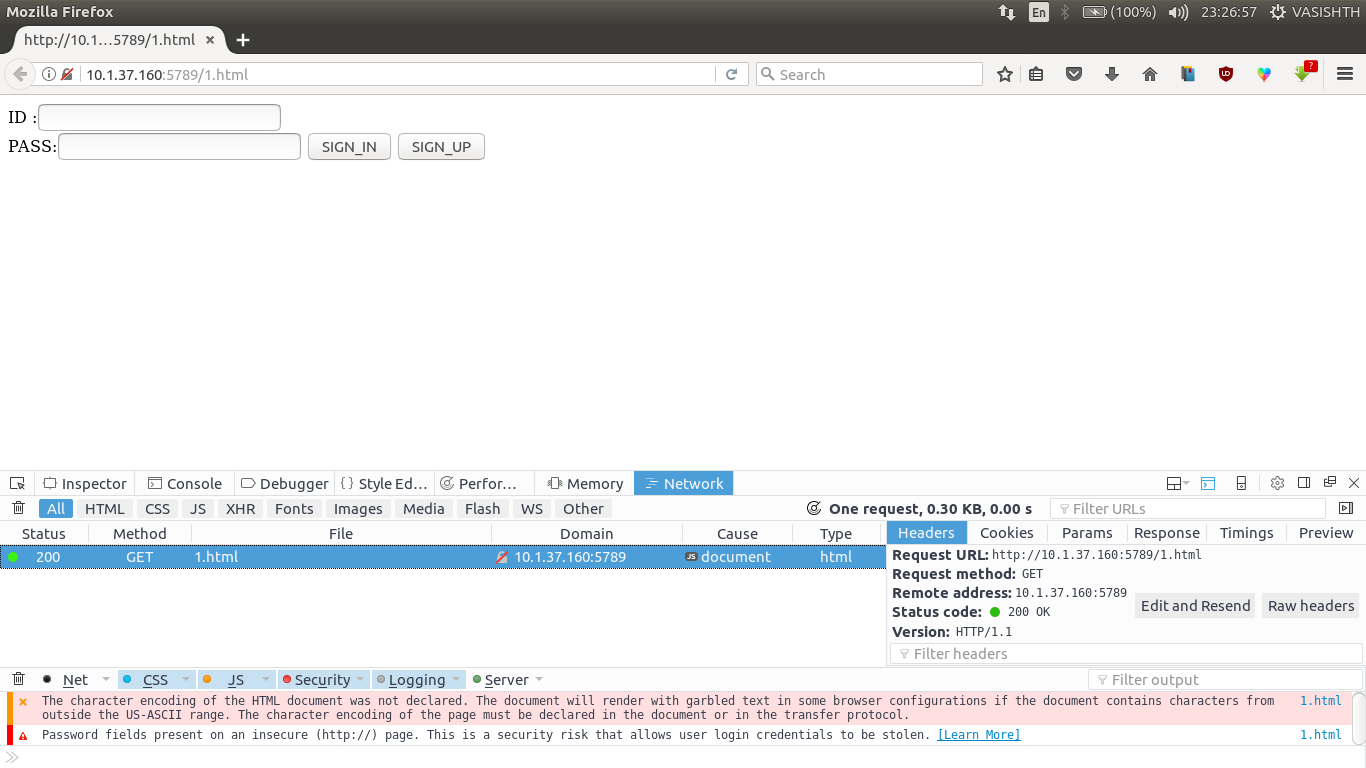 Mozilla Firefox
En (100%) 23:26:57 VASISHTH
http://10.1…5789/1.html × +
10.1.37.160:5789/1.html
Search
?
ID :
PASS: SIGN_IN SIGN_UP
Inspector Console Debugger Style Ed… Perfor… Memory Network
All HTML CSS JS XHR Fonts Images Media Flash WS Other One request, 0.30 KB, 0.00 s Filter URLs
Status Method File Domain Cause Type Headers Cookies Params Response Timings Preview
200 GET 1.html 10.1.37.160:5789 JS document html
Request URL: http://10.1.37.160:5789/1.html
Request method: GET
Remote address: 10.1.37.160:5789
Status code: 200 OK
Edit and Resend Raw headers
Version: HTTP/1.1
Filter headers
Net CSS JS Security Logging Server Filter output
The character encoding of the HTML document was not declared. The document will render with garbled text in some browser configurations if the document contains characters from 1.html
outside the US-ASCII range. The character encoding of the page must be declared in the document or in the transfer protocol.
Password fields present on an insecure (http://) page. This is a security risk that allows user login credentials to be stolen. [Learn More] 1.html